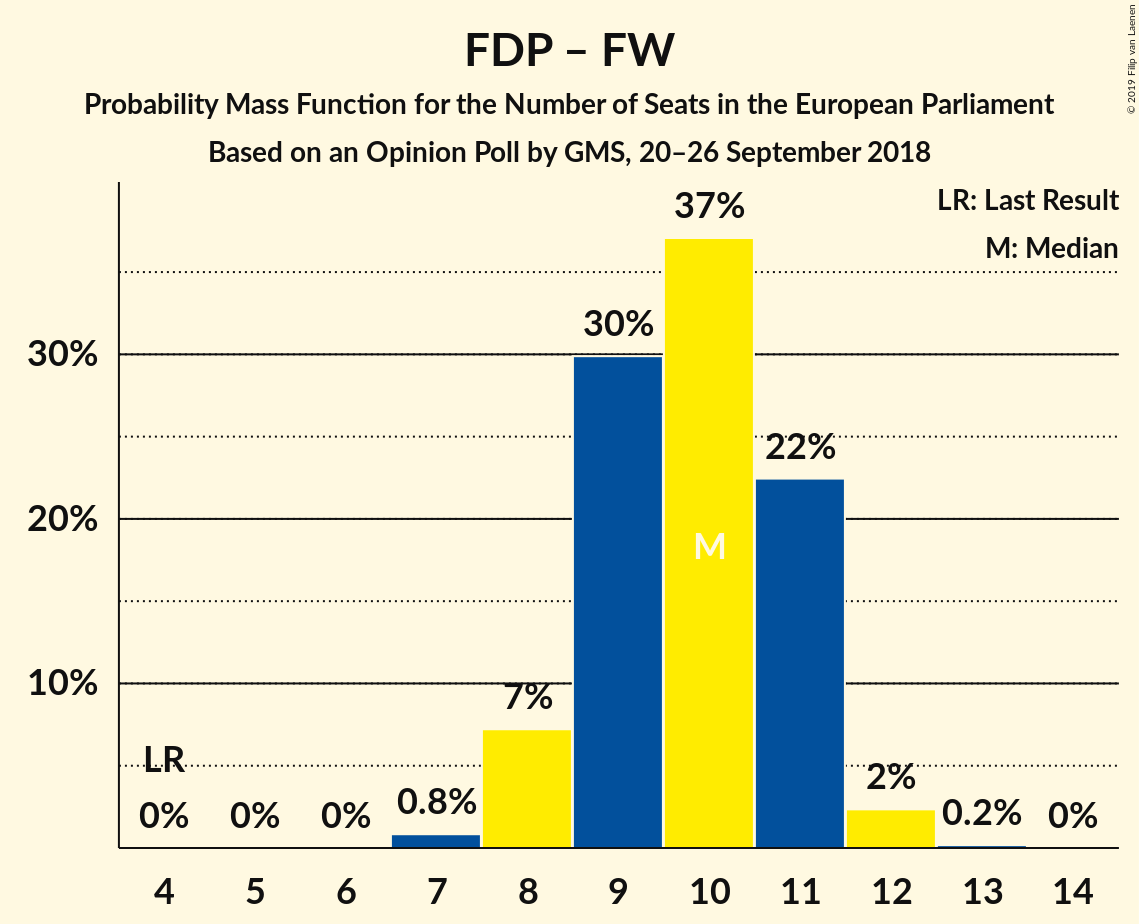 FDP – FW
Probability Mass Function for the Number of Seats in the European Parliament
Based on an Opinion Poll by GMS, 20–26 September 2018
© 2019 Filip van Laenen
LR: Last Result
M: Median
37%
30%
30%
22%
M
20%
10%
7%
LR
2%
0%
0%
0%
0.8%
0.2%
0%
4 5 6 7 8 9 10 11 12 13 14